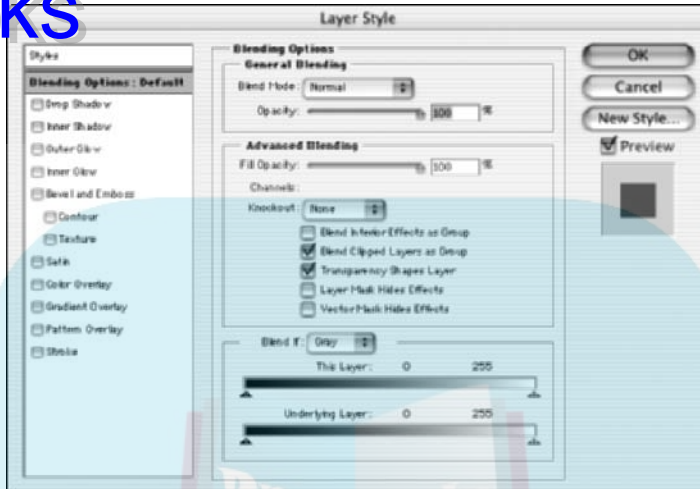 KS
Layer Style
Styles
Blending Options : Default
Drop Shadow
Inner Shadow
Outer Glow
Inner Glow
Bevel and Emboss
Contour
Texture
Satin
Color Overlay
Gradient Overlay
Pattern Overlay
Stroke
Blending Options
General Blending
Blend Mode : Normal
Opacity : 100 %
Advanced Blending
Fill Opacity : 100 %
Channels :
Knockout : None
Blend Interior Effects as Group
Blend Clipped Layers as Group
Transparency Shapes Layer
Layer Mask Hides Effects
Vector Mask Hides Effects
Blend If : Gray
This Layer : 0 255
Underlying Layer : 0 255
OK
Cancel
New Style...
Preview